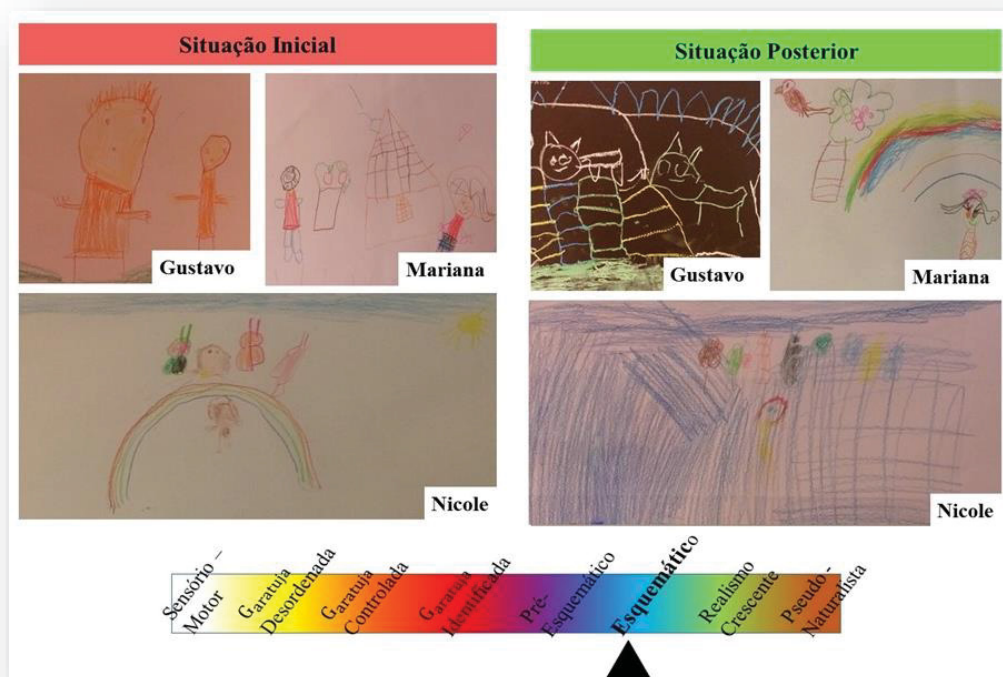 Situação Inicial
Situação Posterior
Gustavo
Mariana
Gustavo
Mariana
Nicole
Nicole
Sensório –
Motor
Garatuja
Desordenada
Garatuja
Controlada
Garatuja
Identificada
Pré-
Esquemático
Esquemático
Realismo
Crescente
Pseudo -
Naturalista